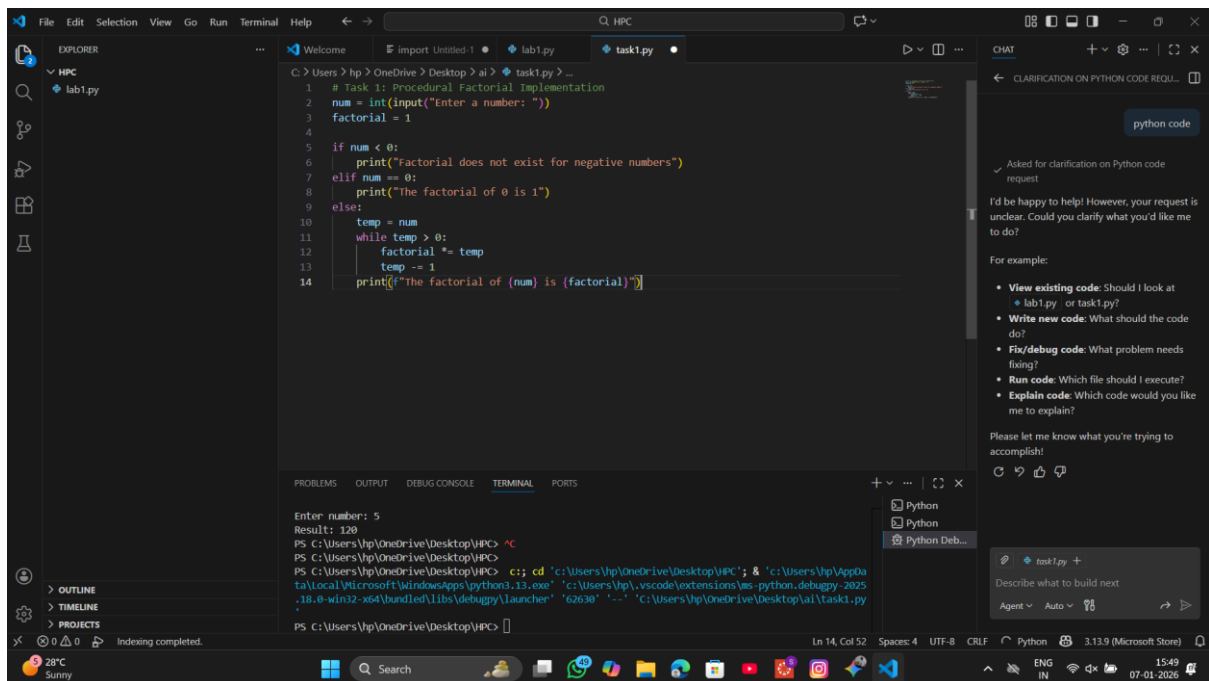 File Edit Selection View Go Run Terminal Help
HPC
EXPLORER
HPC
lab1.py
OUTLINE
TIMELINE
PROJECTS
Welcome
import Untitled-1
lab1.py
task1.py
C: > Users > hp > OneDrive > Desktop > ai > task1.py > ...
1 # Task 1: Procedural Factorial Implementation
2 num = int(input("Enter a number: "))
3 factorial = 1
4
5 if num < 0:
6 print("Factorial does not exist for negative numbers")
7 elif num == 0:
8 print("The factorial of 0 is 1")
9 else:
10 temp = num
11 while temp > 0:
12 factorial *= temp
13 temp -= 1
14 print(f"The factorial of {num} is {factorial}")
PROBLEMS OUTPUT DEBUG CONSOLE TERMINAL PORTS
Enter number: 5
Result: 120
PS C:\Users\hp\OneDrive\Desktop\HPC> ^C
PS C:\Users\hp\OneDrive\Desktop\HPC>
PS C:\Users\hp\OneDrive\Desktop\HPC> c:; cd 'c:\Users\hp\OneDrive\Desktop\HPC'; & 'c:\Users\hp\AppDa
ta\Local\Microsoft\WindowsApps\python3.13.exe' 'c:\Users\hp\.vscode\extensions\ms-python.debugpy-2025
.18.0-win32-x64\bundled\libs\debugpy\launcher' '62630' '--' 'C:\Users\hp\OneDrive\Desktop\ai\task1.py
'
PS C:\Users\hp\OneDrive\Desktop\HPC>
Python
Python
Python Deb...
CHAT
CLARIFICATION ON PYTHON CODE REQU...
python code
Asked for clarification on Python code
request
I'd be happy to help! However, your request is
unclear. Could you clarify what you'd like me
to do?
For example:
• View existing code: Should I look at
lab1.py or task1.py?
• Write new code: What should the code
do?
• Fix/debug code: What problem needs
fixing?
• Run code: Which file should I execute?
• Explain code: Which code would you like
me to explain?
Please let me know what you're trying to
accomplish!
task1.py
Describe what to build next
Agent Auto
2
0 0 Indexing completed.
Ln 14, Col 52 Spaces: 4 UTF-8 CRLF Python 3.13.9 (Microsoft Store)
5
28°C
Sunny
Search
49
5
ENG
IN
15:49
07-01-2026